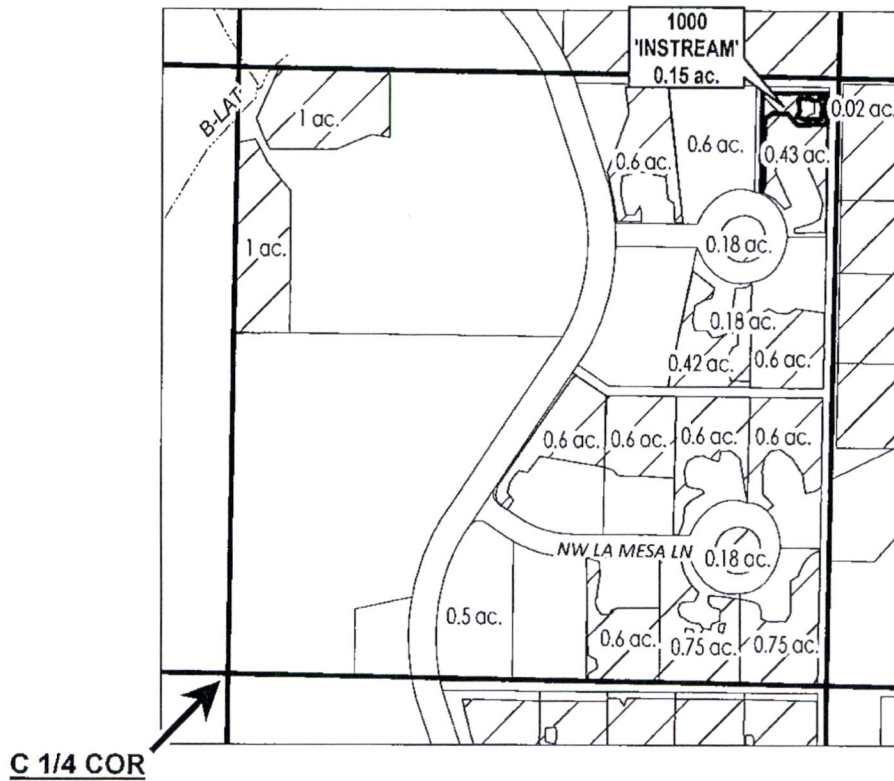 1000
'INSTREAM'
0.15 ac.
B-LAT
1 ac.
0.02 ac.
0.6 ac.
0.6 ac.
0.43 ac.
1 ac.
0.18 ac.
0.18 ac.
0.42 ac.
0.6 ac.
0.6 ac.
0.6 ac.
0.6 ac.
0.6 ac.
NW LA MESA LN
0.18 ac.
0.5 ac.
0.6 ac.
0.75 ac.
0.75 ac.
C 1/4 COR